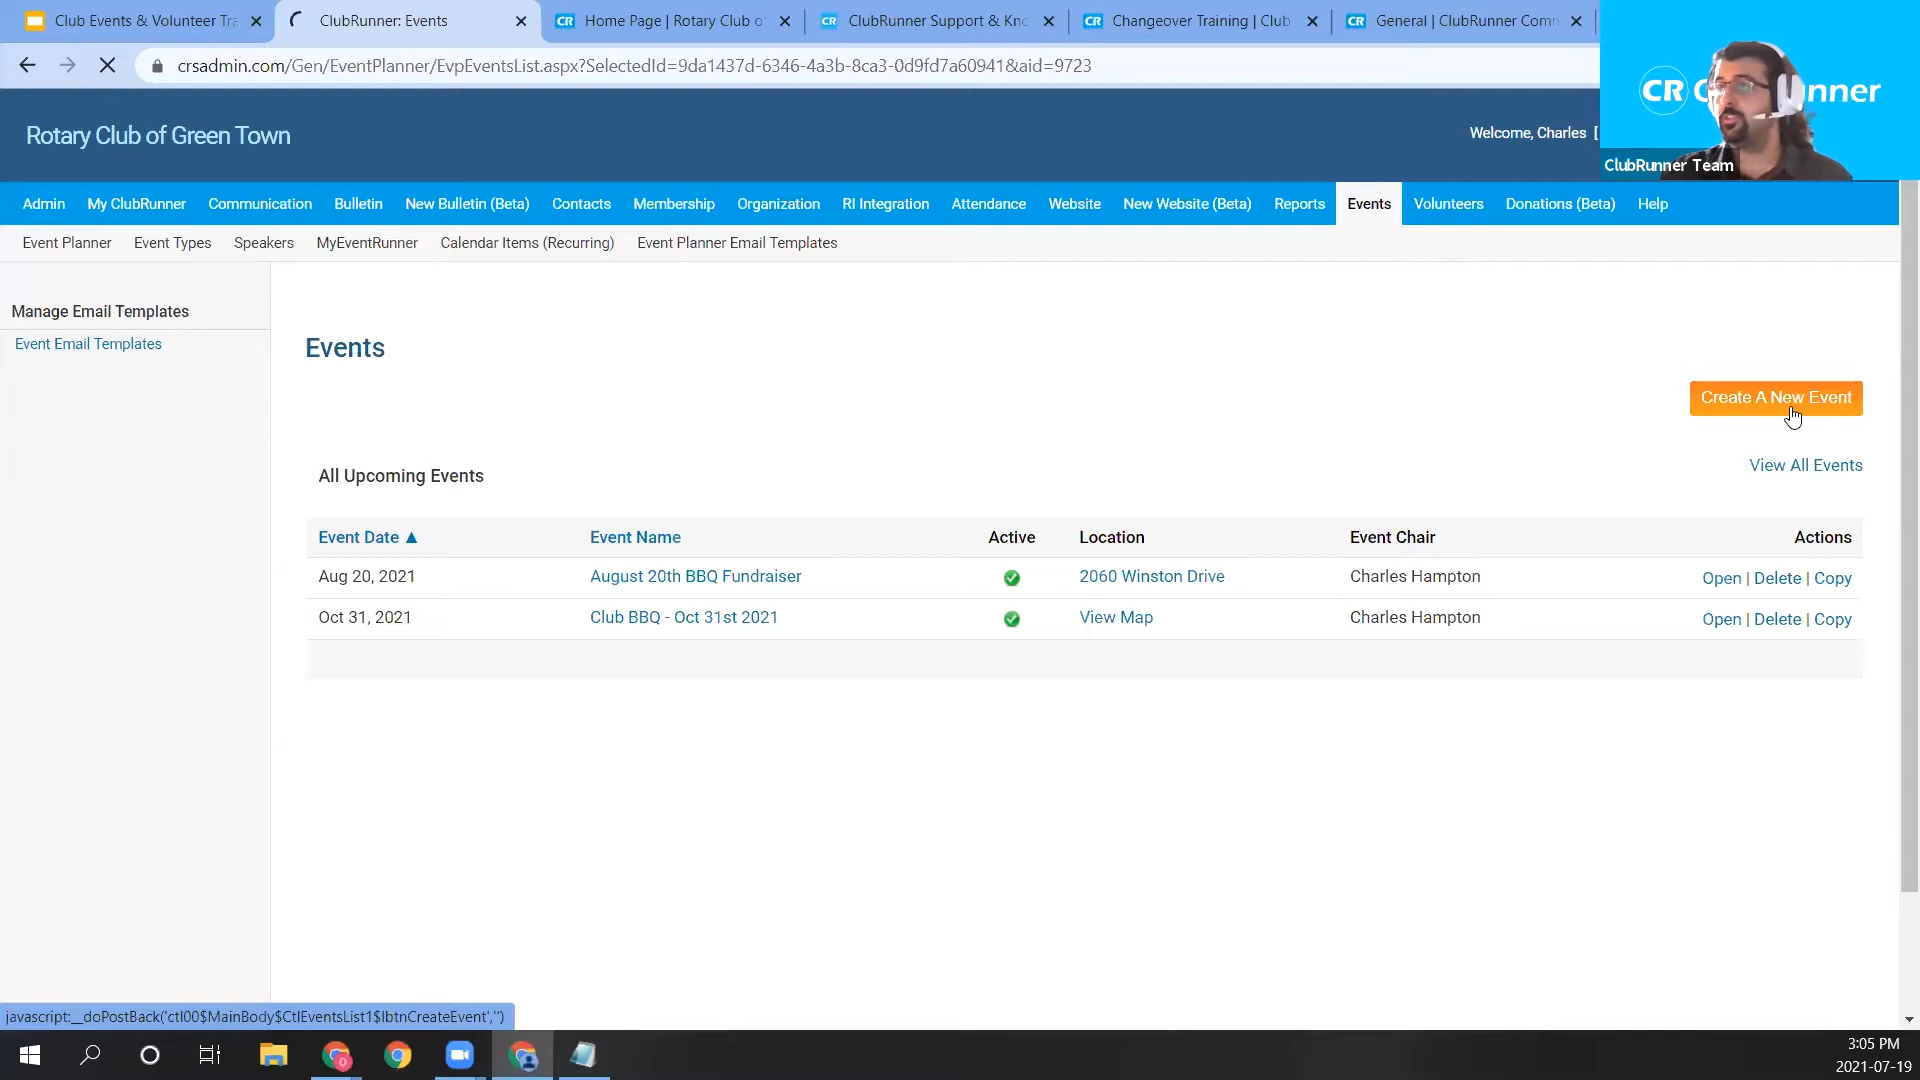 Club Events & Volunteer Tra
ClubRunner: Events
CR Home Page | Rotary Club o
CR ClubRunner Support & Kno
CR Changeover Training | Club
CR General | ClubRunner Comm
crsadmin.com/Gen/EventPlanner/EvpEventsList.aspx?SelectedId=9da1437d-6346-4a3b-8ca3-0d9fd7a60941&aid=9723
Rotary Club of Green Town
Welcome, Charles [
CR C nner
ClubRunner Team
Admin My ClubRunner Communication Bulletin New Bulletin (Beta) Contacts Membership Organization RI Integration Attendance Website New Website (Beta) Reports Events Volunteers Donations (Beta) Help
Event Planner Event Types Speakers MyEventRunner Calendar Items (Recurring) Event Planner Email Templates
Manage Email Templates
Event Email Templates
Events
Create A New Event
All Upcoming Events
View All Events
Event Date ▲ Event Name Active Location Event Chair Actions
Aug 20, 2021 August 20th BBQ Fundraiser 2060 Winston Drive Charles Hampton Open | Delete | Copy
Oct 31, 2021 Club BBQ - Oct 31st 2021 View Map Charles Hampton Open | Delete | Copy
javascript:__doPostBack('ctl00$MainBody$CtlEventsList1$lbtnCreateEvent','')
3:05 PM
2021-07-19